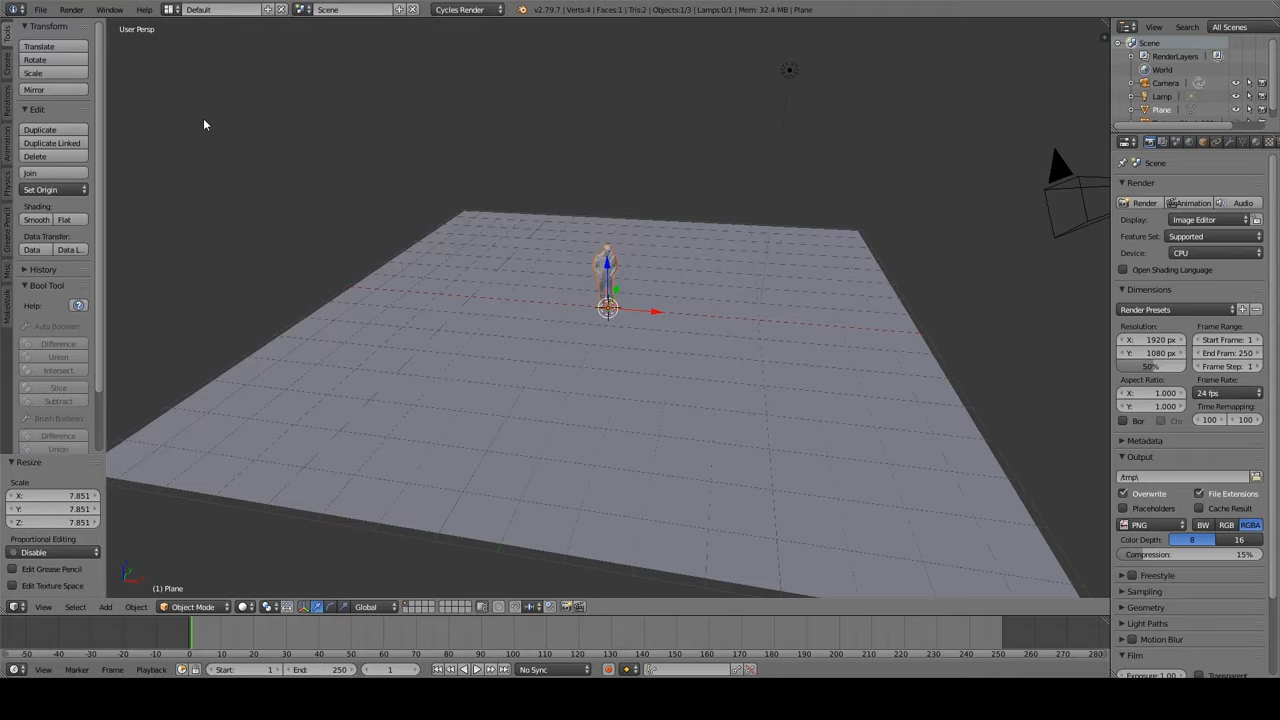 File Render Window Help Default Scene Cycles Render v2.79.7 | Verts:4 | Faces:1 | Tris:2 | Objects:1/3 | Lamps:0/1 | Mem: 32.4 MB | Plane
View Search All Scenes
Transform
Translate
Rotate
Scale
Mirror
Edit
Duplicate
Duplicate Linked
Delete
Join
Set Origin
Shading:
Smooth Flat
Data Transfer:
Data Data L..
History
Bool Tool
Help:
Auto Boolean
Difference
Union
Intersect
Slice
Subtract
Brush Boolean
Difference
Union
Resize
Scale
X: 7.851
Y: 7.851
Z: 7.851
Proportional Editing
Disable
Edit Grease Pencil
Edit Texture Space
Tools
Create
Relations
Animation
Physics
Grease Pencil
Misc
MakeWalk
User Persp
(1) Plane
Scene
RenderLayers
World
Camera
Lamp
Plane
Scene
Render
Render Animation Audio
Display: Image Editor
Feature Set: Supported
Device: CPU
Open Shading Language
Dimensions
Render Presets
Resolution: Frame Range:
X: 1920 px Start Frame: 1
Y: 1080 px End Fram: 250
50% Frame Step: 1
Aspect Ratio: Frame Rate:
X: 1.000 24 fps
Y: 1.000 Time Remapping:
Bor Cro 100 100
Metadata
Output
/tmp\
Overwrite File Extensions
Placeholders Cache Result
PNG BW RGB RGBA
Color Depth: 8 16
Compression: 15%
Freestyle
Sampling
Geometry
Light Paths
Motion Blur
Film
Exposure: 1.00 Transparent
View Select Add Object Object Mode Global
-50 -40 -30 -20 -10 0 10 20 30 40 50 60 70 80 90 100 110 120 130 140 150 160 170 180 190 200 210 220 230 240 250 260 270 280
View Marker Frame Playback Start: 1 End: 250 1 No Sync